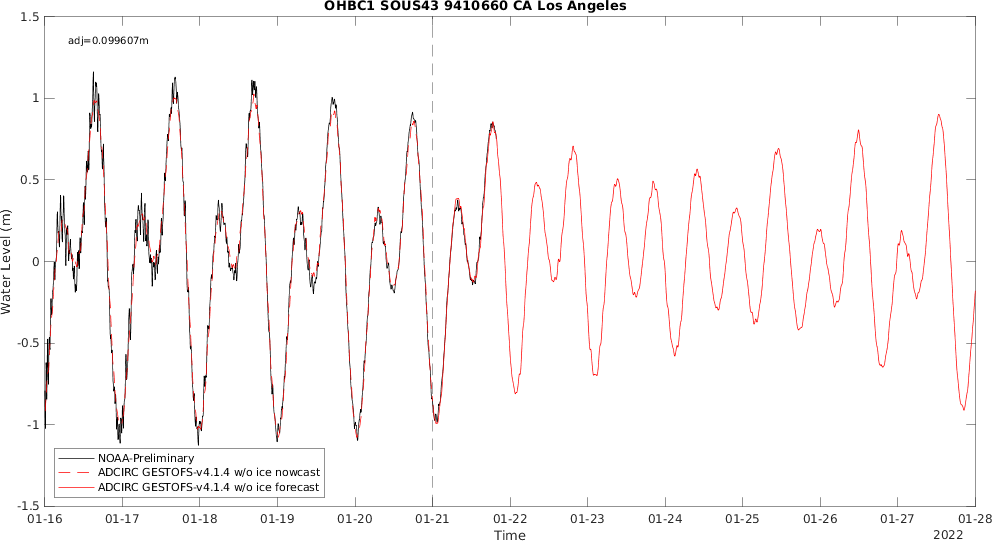 OHBC1 SOUS43 9410660 CA Los Angeles
1.5
adj=0.099607m
1
0.5
0
-0.5
-1
-1.5
Water Level (m)
NOAA-Preliminary
ADCIRC GESTOFS-v4.1.4 w/o ice nowcast
ADCIRC GESTOFS-v4.1.4 w/o ice forecast
01-16 01-17 01-18 01-19 01-20 01-21 01-22 01-23 01-24 01-25 01-26 01-27 01-28
Time
2022